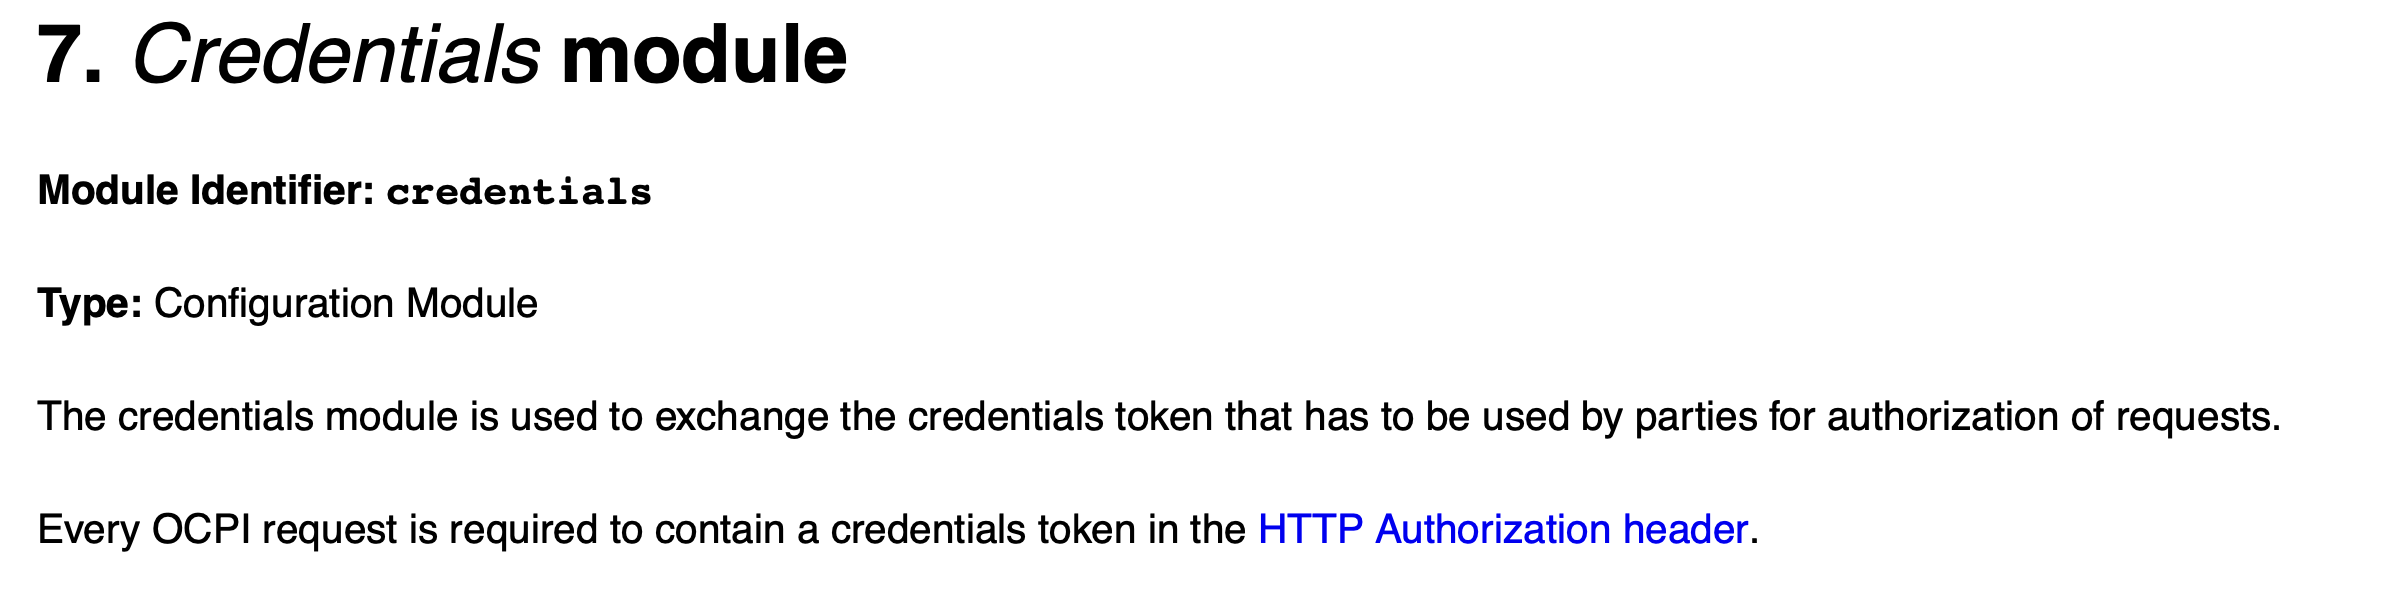 7. Credentials module
Module Identifier: credentials
Type: Configuration Module
The credentials module is used to exchange the credentials token that has to be used by parties for authorization of requests.
Every OCPI request is required to contain a credentials token in the HTTP Authorization header.